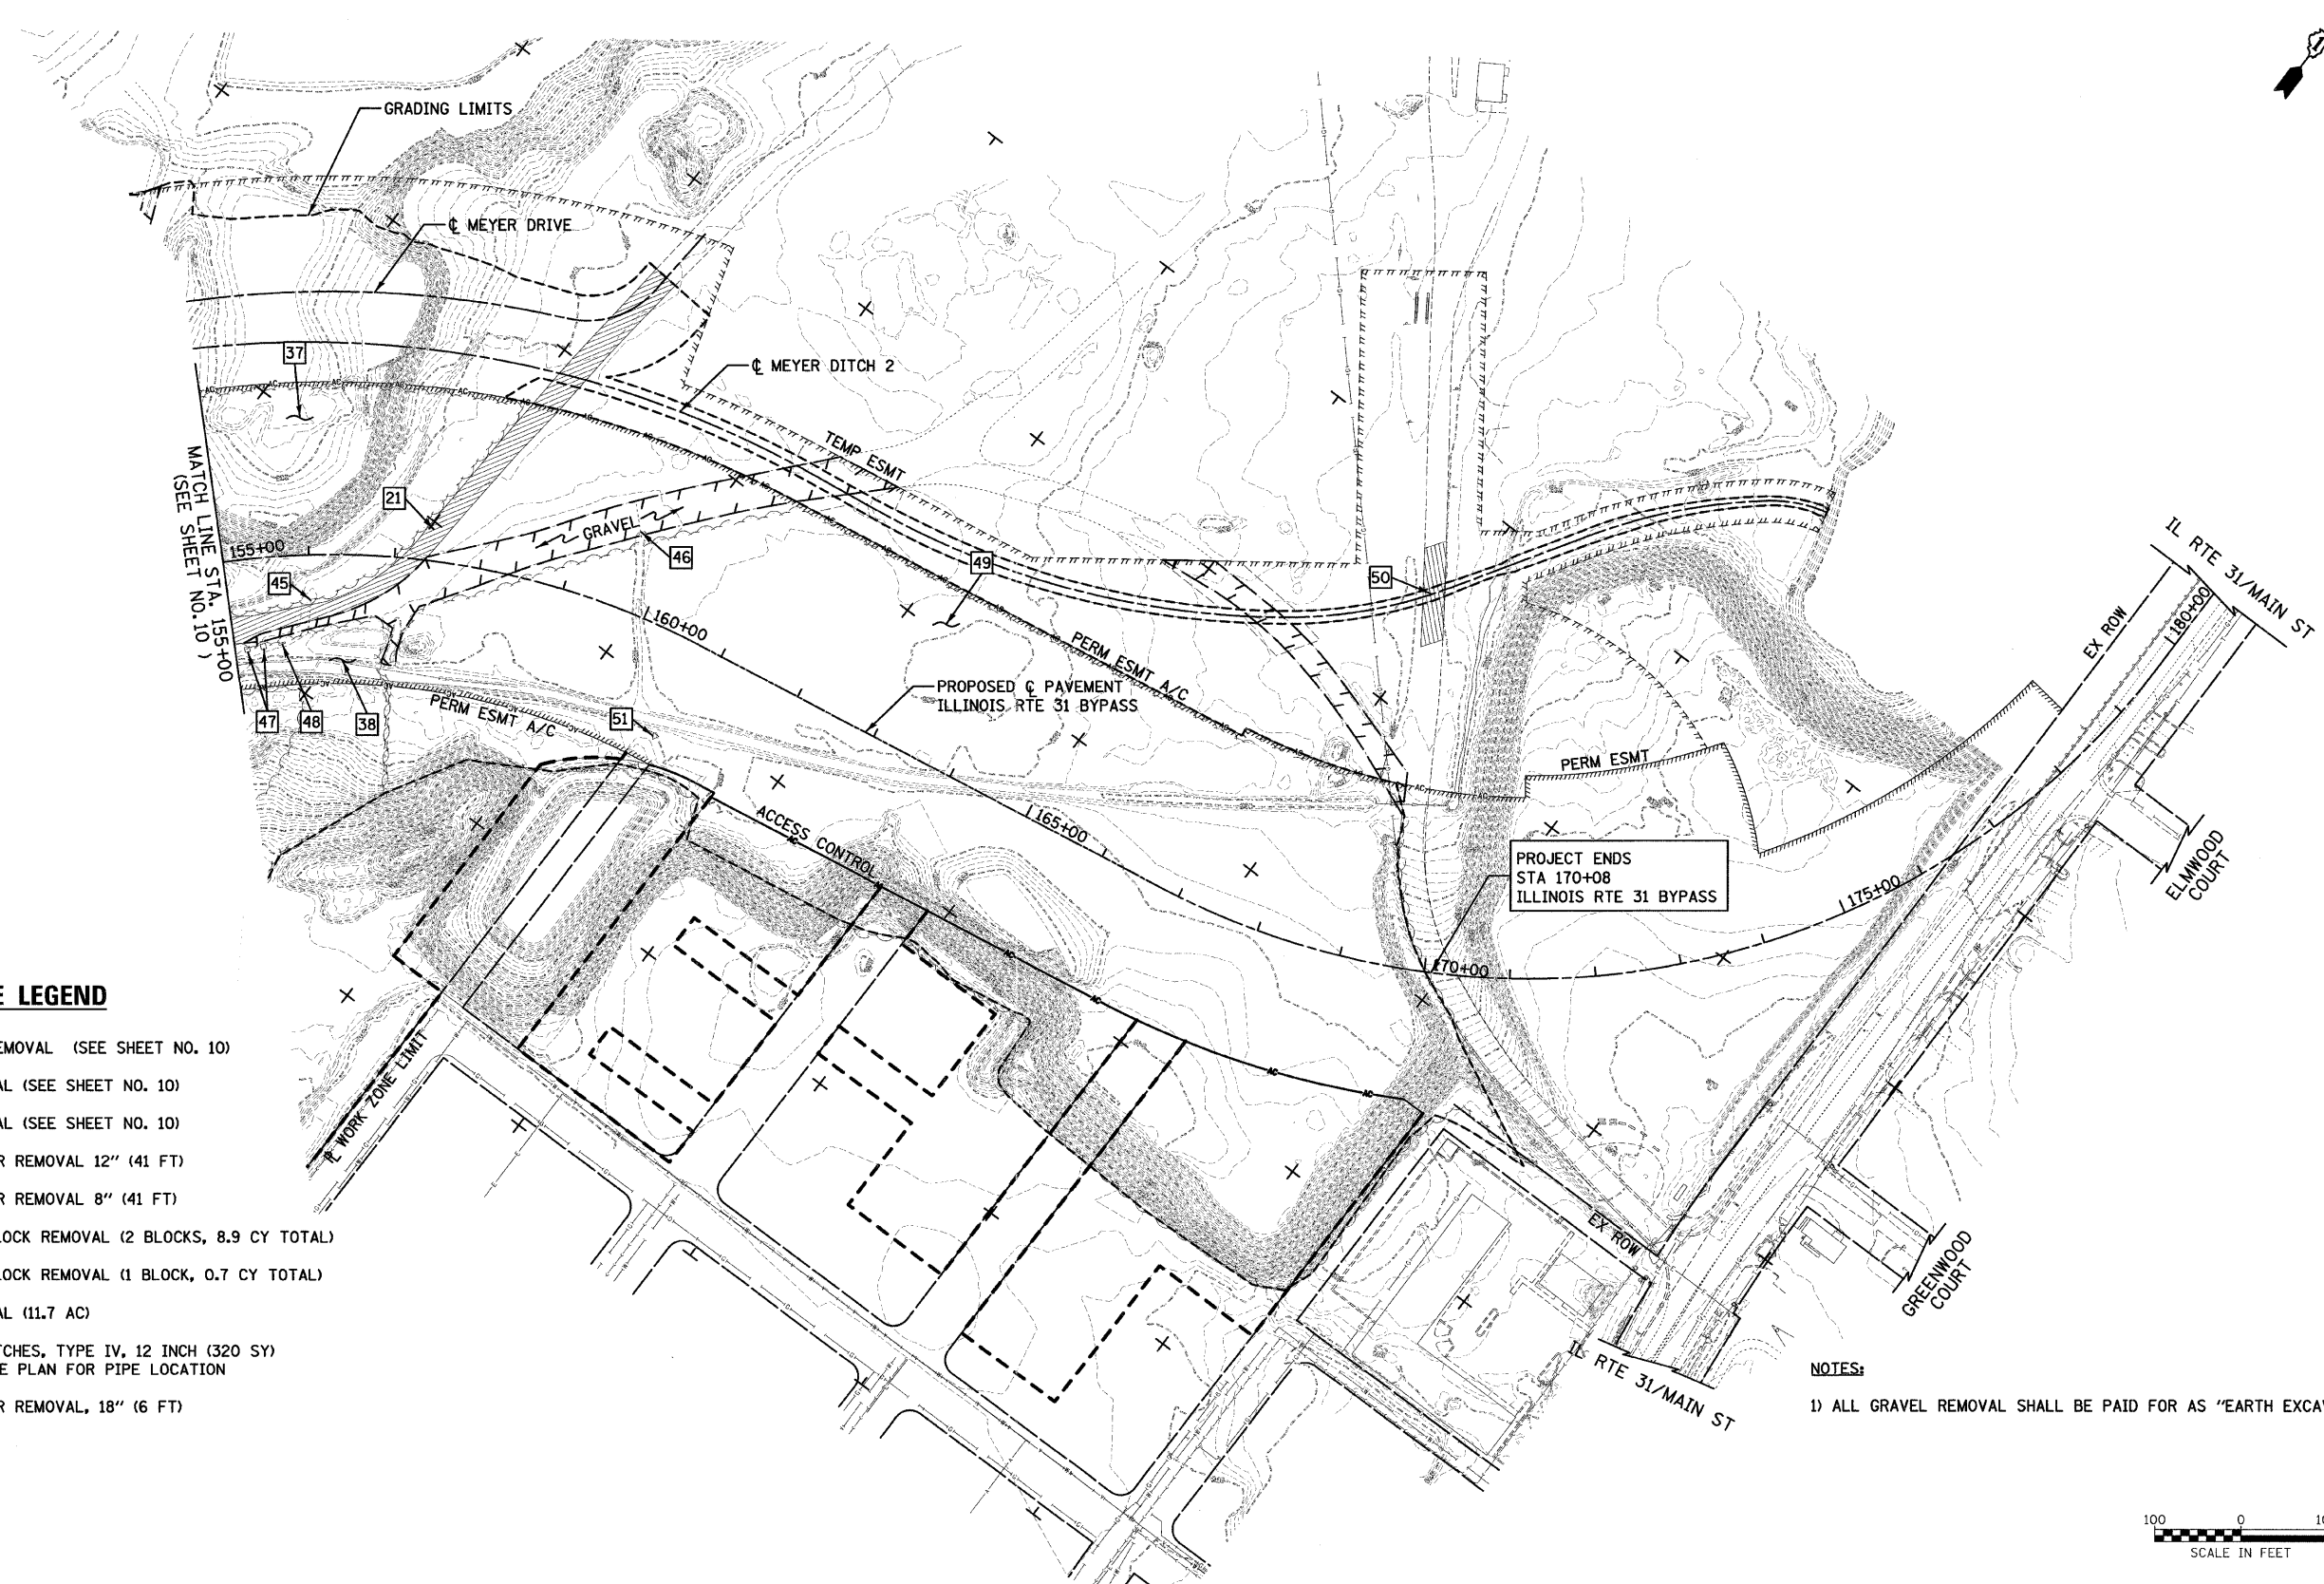 GRADING LIMITS
℄ MEYER DRIVE
37
℄ MEYER DITCH 2
TEMP ESMT
MATCH LINE STA. 155+00
(SEE SHEET NO.10 )
21
GRAVEL
46
155+00
45
49
50
160+00
PERM ESMT A/C
PROPOSED ℄ PAVEMENT
ILLINOIS RTE 31 BYPASS
47
48
38
PERM ESMT A/C
51
IL RTE 31/MAIN ST
180+00
EX ROW
PERM ESMT
ACCESS CONTROL
165+00
PROJECT ENDS
STA 170+08
ILLINOIS RTE 31 BYPASS
175+00
ELMWOOD
COURT
170+00
WORK ZONE LIMIT
EX ROW
GREENWOOD
COURT
IL RTE 31/MAIN ST
LEGEND
(SEE SHEET NO. 10)
(SEE SHEET NO. 10)
(SEE SHEET NO. 10)
REMOVAL 12" (41 FT)
REMOVAL 8" (41 FT)
REMOVAL (2 BLOCKS, 8.9 CY TOTAL)
REMOVAL (1 BLOCK, 0.7 CY TOTAL)
(11.7 AC)
TYPE IV, 12 INCH (320 SY)
PLAN FOR PIPE LOCATION
REMOVAL, 18" (6 FT)
NOTES:
1) ALL GRAVEL REMOVAL SHALL BE PAID FOR AS "EARTH
100 0
SCALE IN FEET